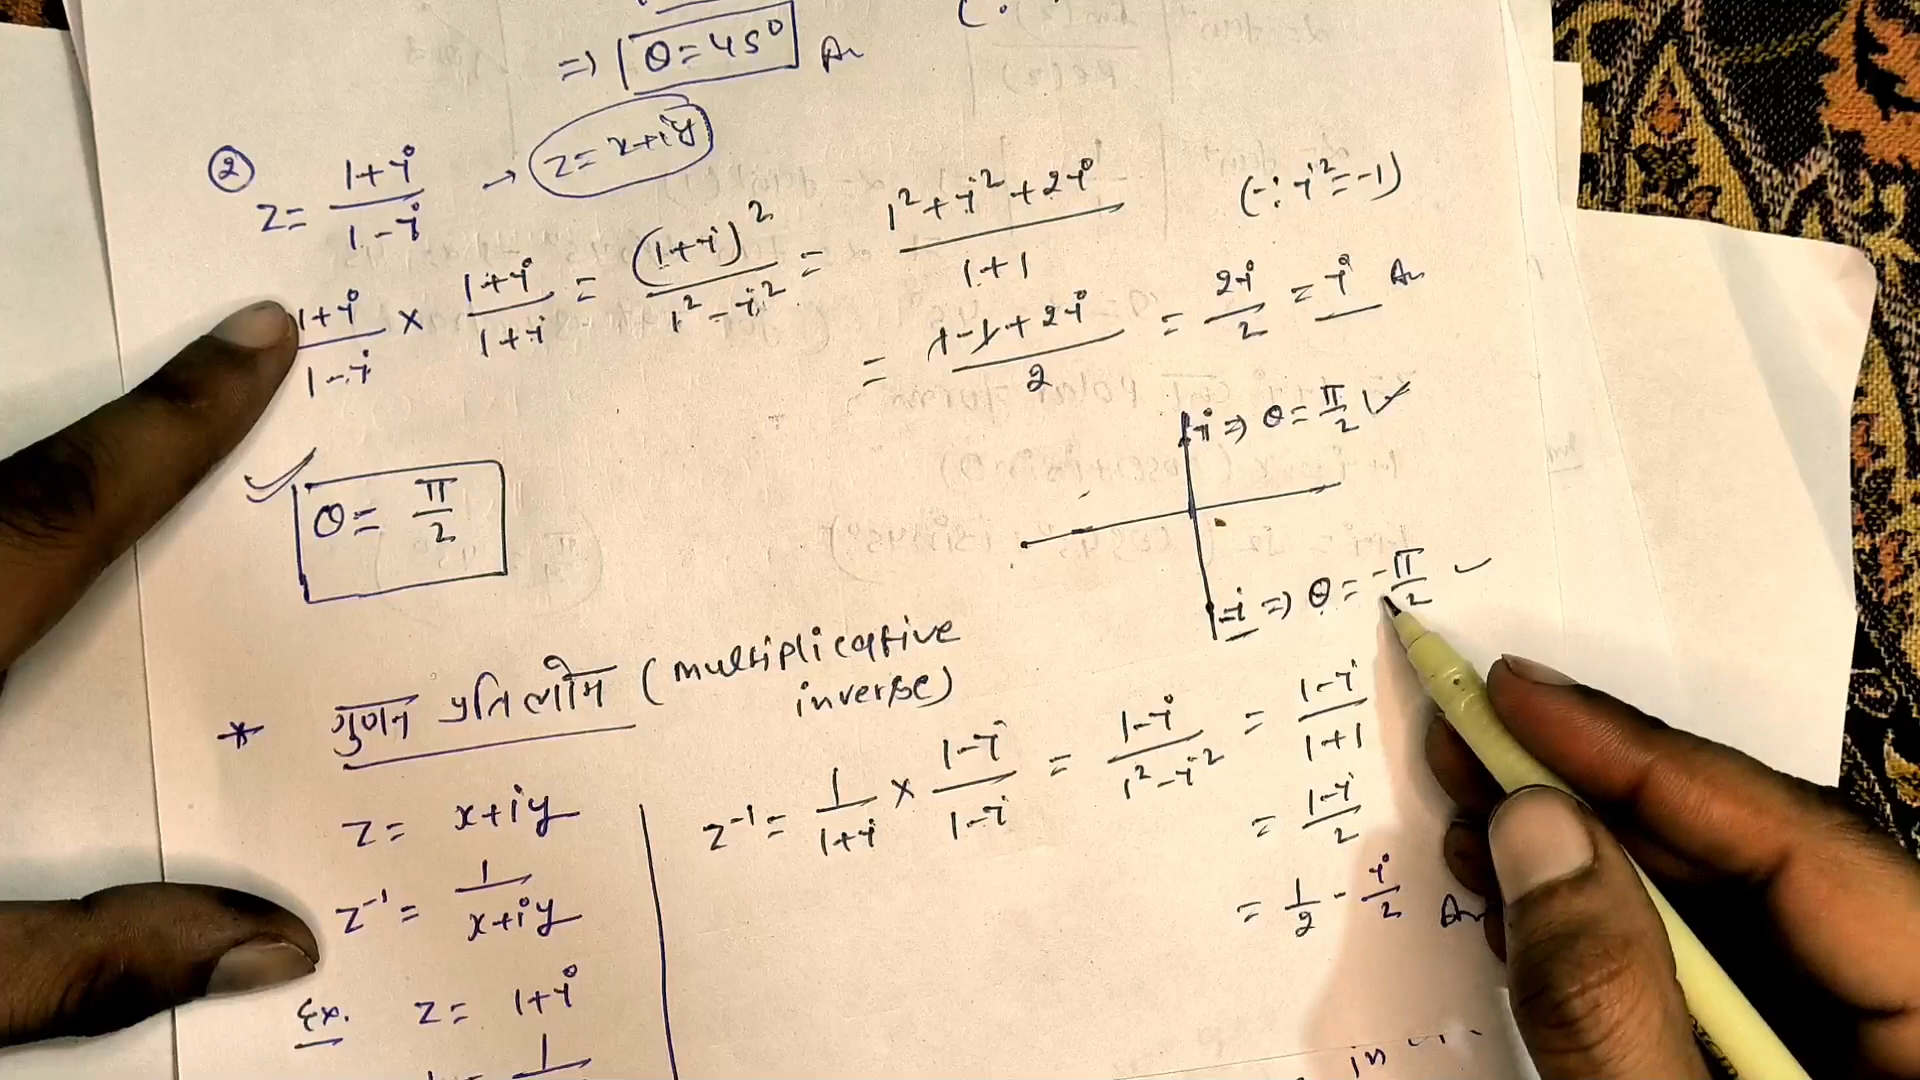 => θ = 45° An
② z = (1+i)/(1-i) → z = x+iy
(1+i)/(1-i) × (1+i)/(1+i) = (1+i)²/(1² - i²) = (1² + i² + 2i)/(1+1) (∵ i² = -1)
= (1-1+2i)/2 = 2i/2 = i An
i => θ = π/2 ✓
θ = π/2
-i => θ = -π/2 ✓
* गुणन प्रतिलोम (multiplicative
inverse)
z = x+iy
z⁻¹ = 1/(x+iy)
Ex. z = 1+i
z⁻¹ = 1/(1+i) × (1-i)/(1-i) = (1-i)/(1² - i²) = (1-i)/(1+1)
= (1-i)/2
= 1/2 - i/2 An